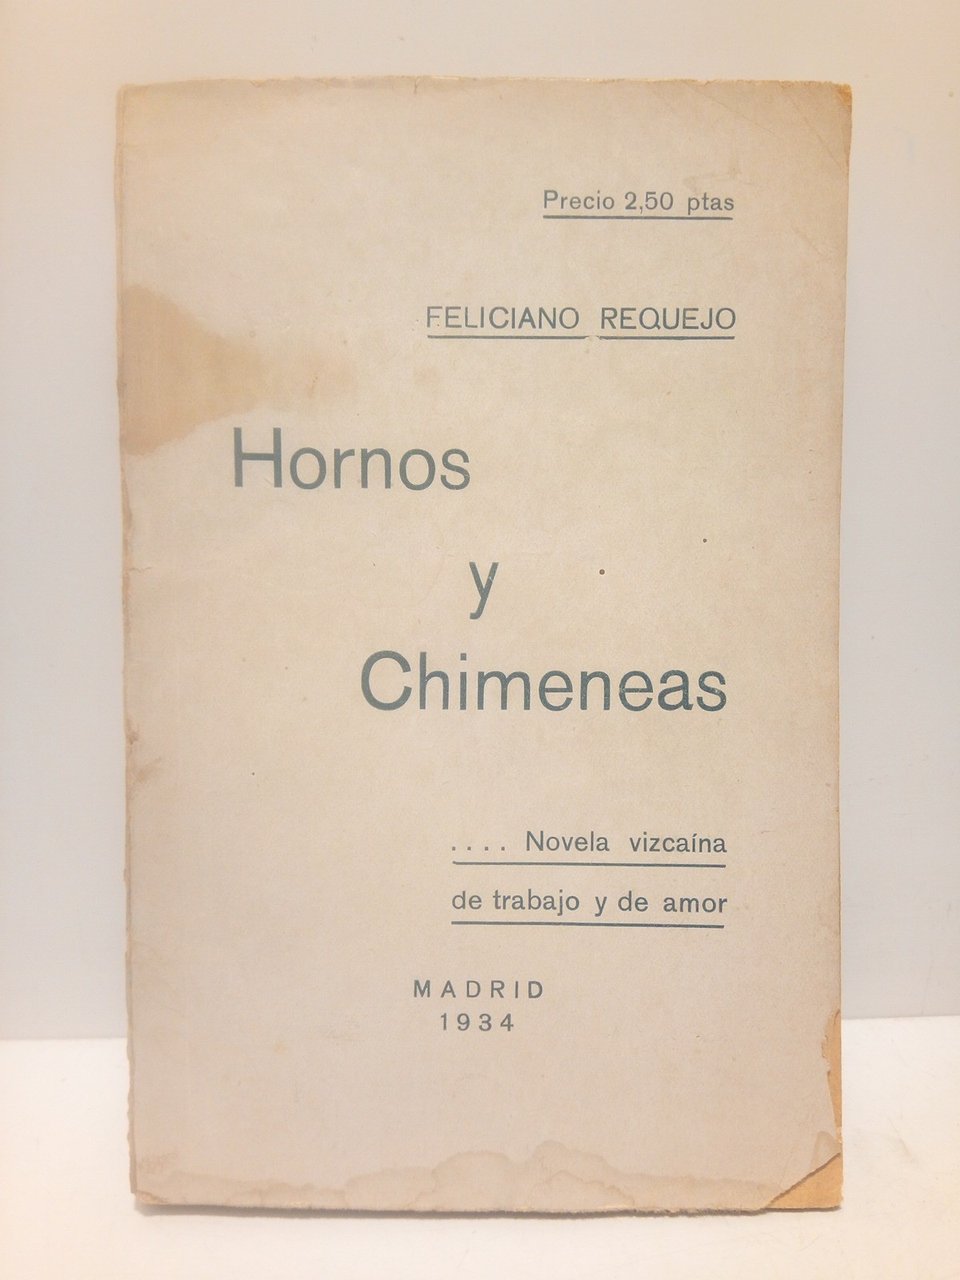 Precio 2,50 ptas
FELICIANO REQUEJO
Hornos
y
Chimeneas
.... Novela vizcaína
de trabajo y de amor
MADRID
1934